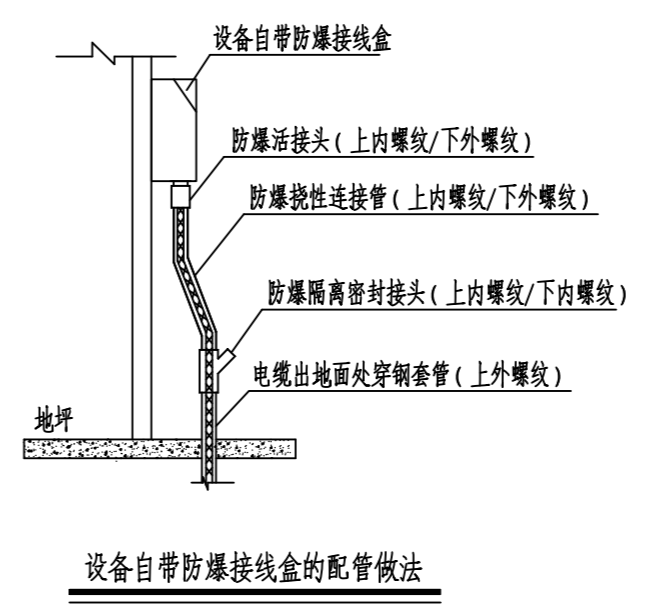 设备自带防爆接线盒
防爆活接头(上内螺纹/下外螺纹)
防爆挠性连接管(上内螺纹/下外螺纹)
防爆隔离密封接头(上内螺纹/下内螺纹)
电缆出地面处穿钢套管(上外螺纹)
地坪
设备自带防爆接线盒的配管做法